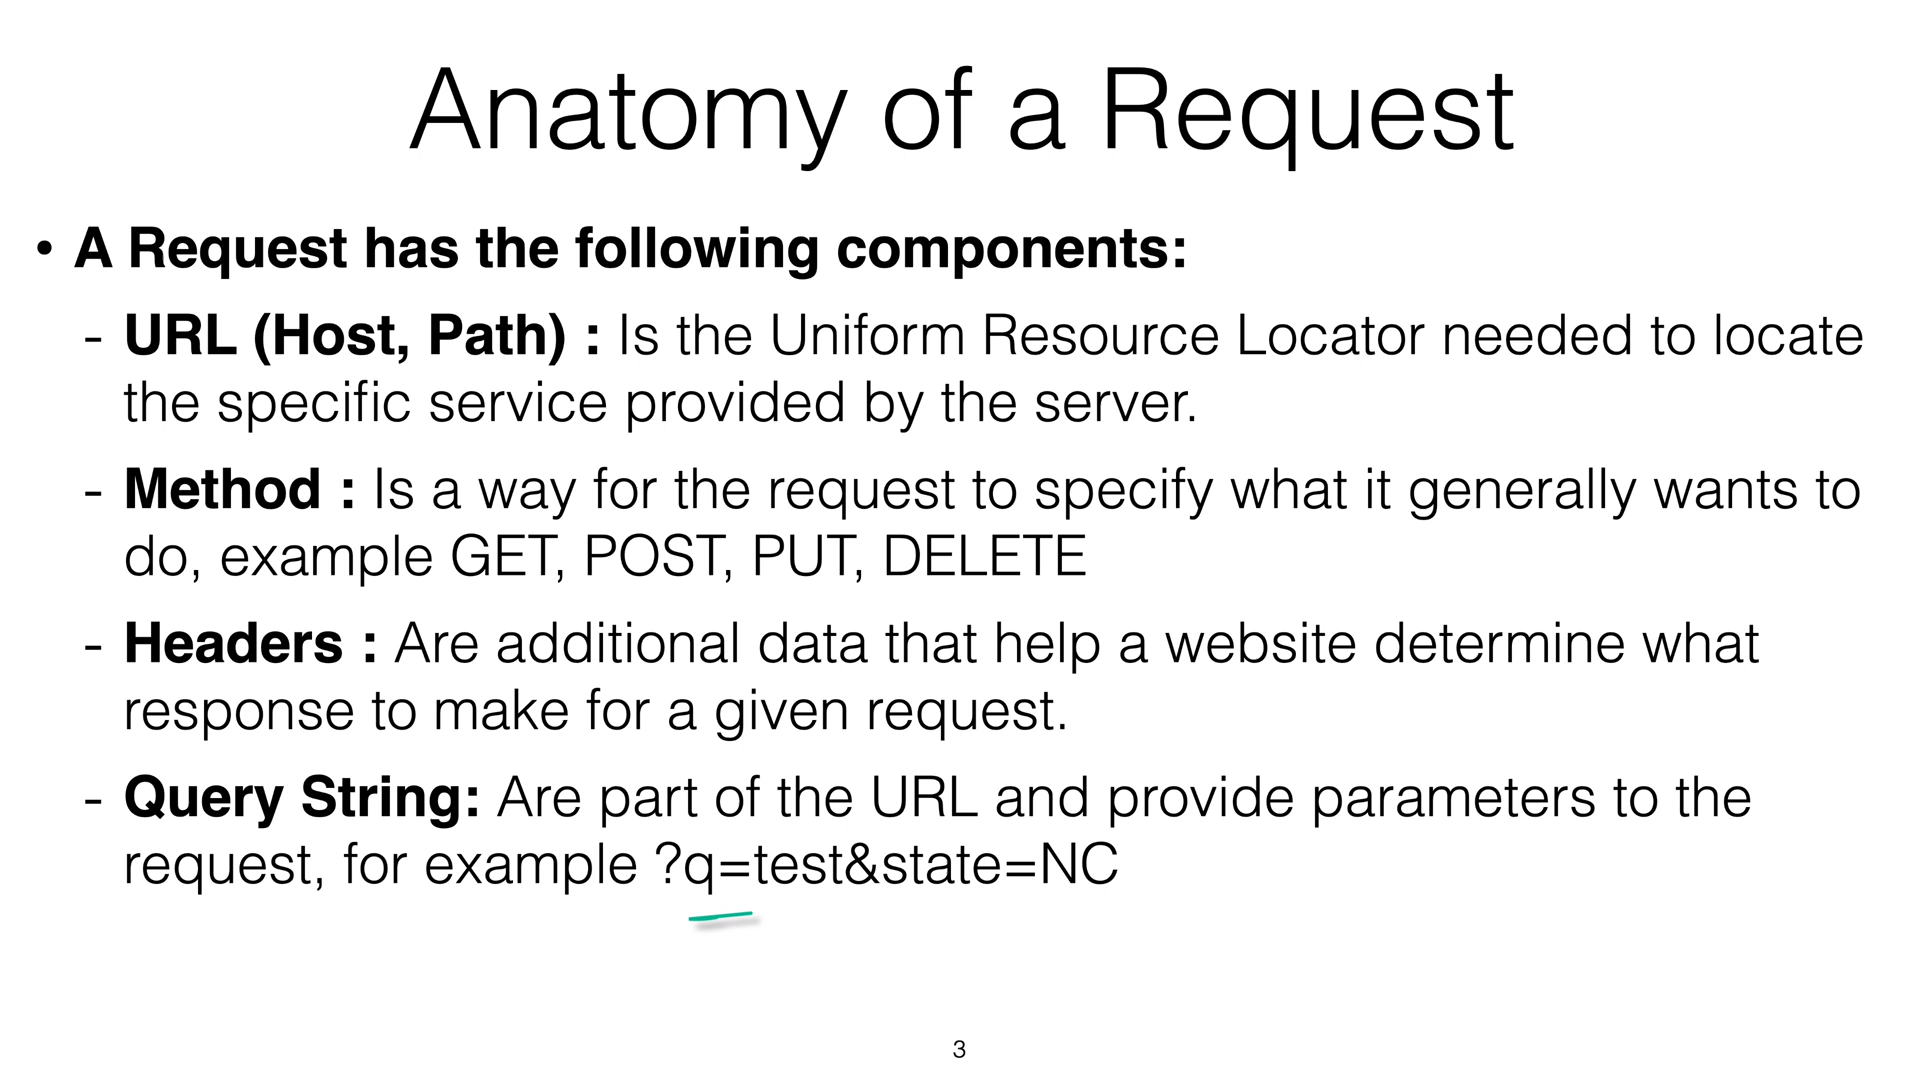 Anatomy of a Request
• A Request has the following components:
- URL (Host, Path) : Is the Uniform Resource Locator needed to locate
the specific service provided by the server.
- Method : Is a way for the request to specify what it generally wants to
do, example GET, POST, PUT, DELETE
- Headers : Are additional data that help a website determine what
response to make for a given request.
- Query String: Are part of the URL and provide parameters to the
request, for example ?q=test&state=NC
3